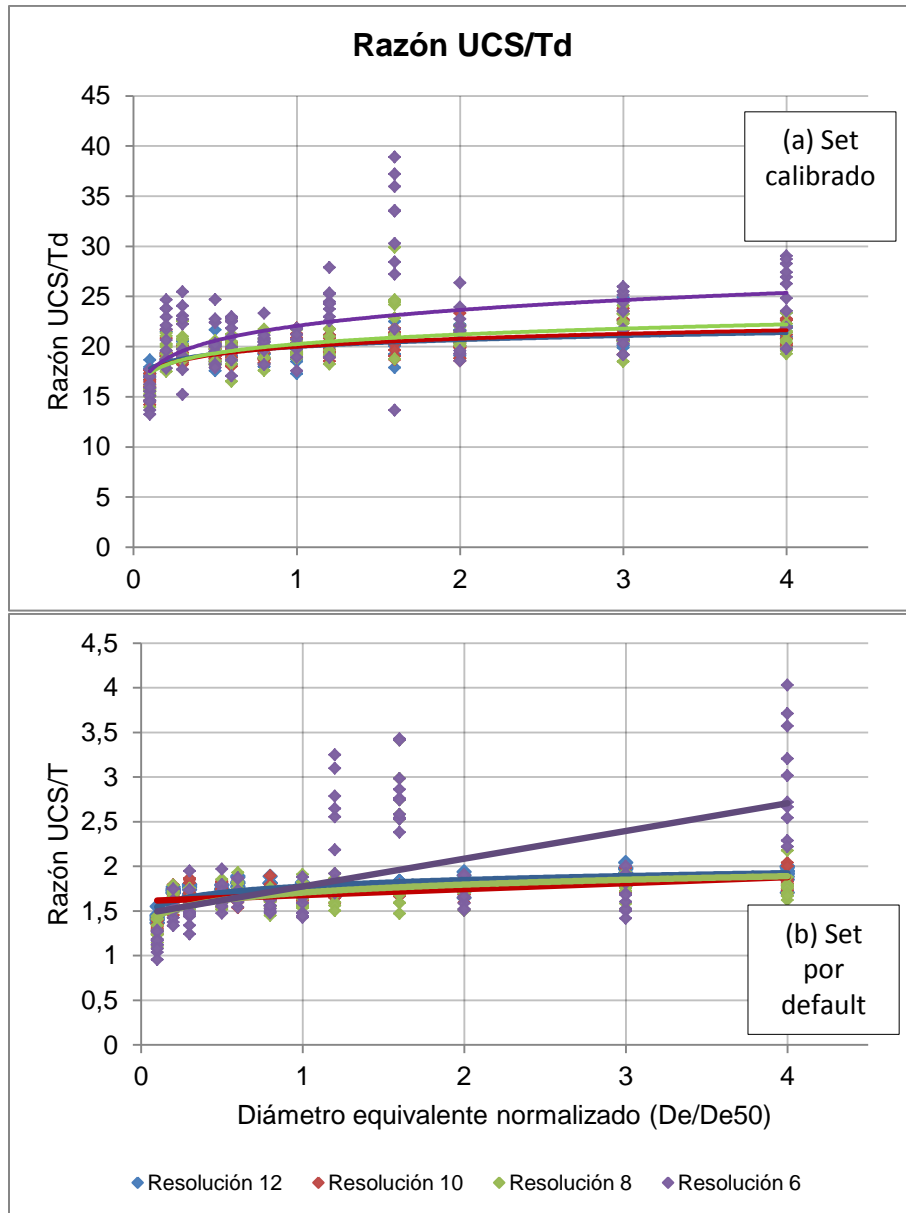 Razón UCS/Td
(a) Set
calibrado
Razón UCS/Td
45
40
35
30
25
20
15
10
5
0
0
1
2
3
4
(b) Set
por
default
Razón UCS/T
4,5
4
3,5
3
2,5
2
1,5
1
0,5
0
0
1
2
3
4
Diámetro equivalente normalizado (De/De50)
Resolución 12
Resolución 10
Resolución 8
Resolución 6